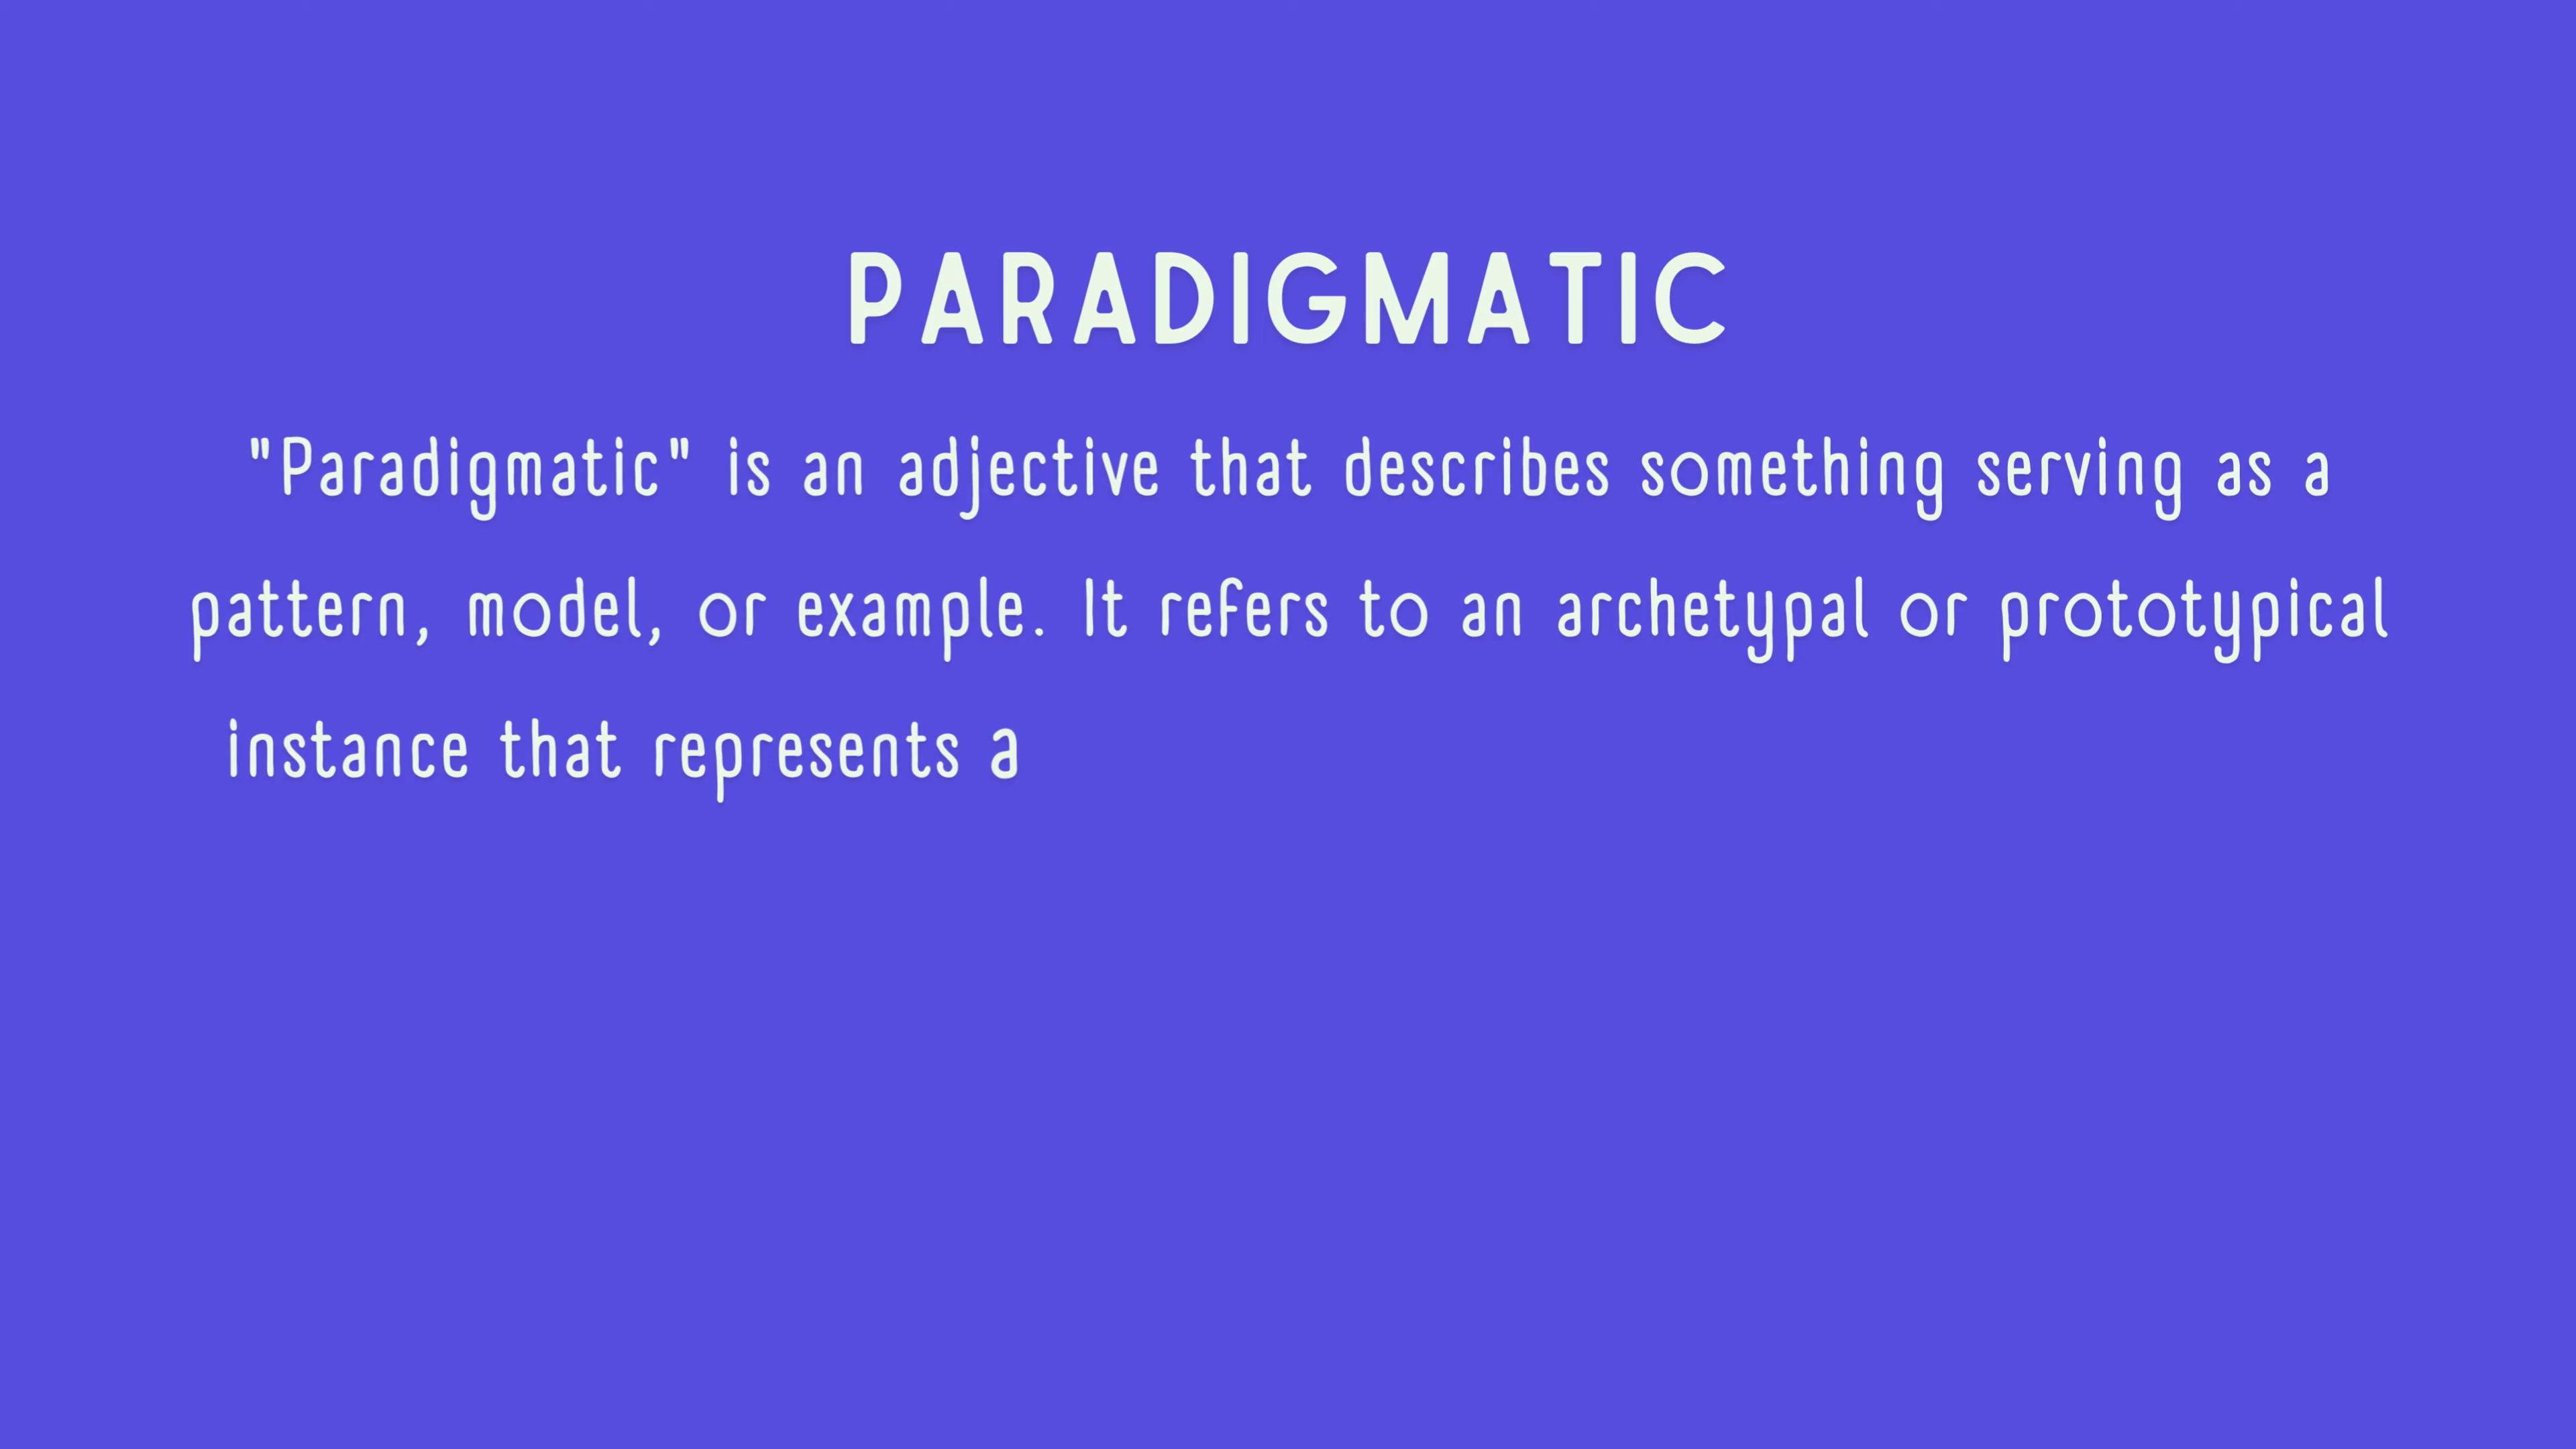 PARADIGMATIC
"Paradigmatic" is an adjective that describes something serving as a
pattern, model, or example. It refers to an archetypal or prototypical
instance that represents a